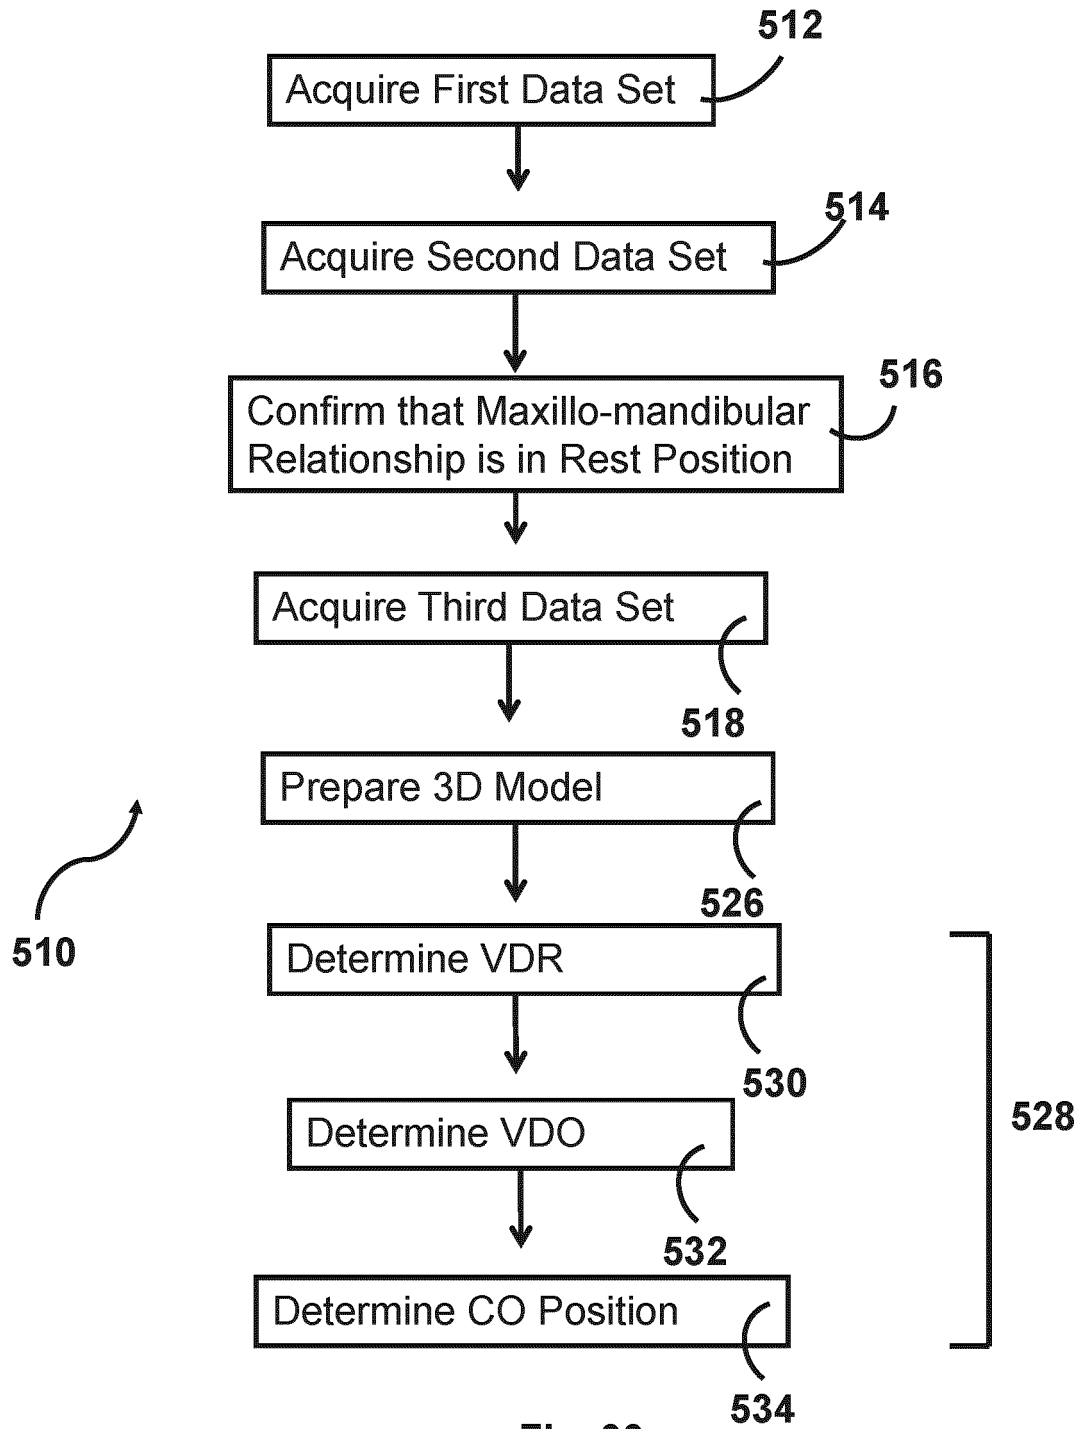 512
Acquire First Data Set
514
Acquire Second Data Set
516
Confirm that Maxillo-mandibular
Relationship is in Rest Position
Acquire Third Data Set
518
Prepare 3D Model
526
510
Determine VDR
530
528
Determine VDO
532
Determine CO Position
534